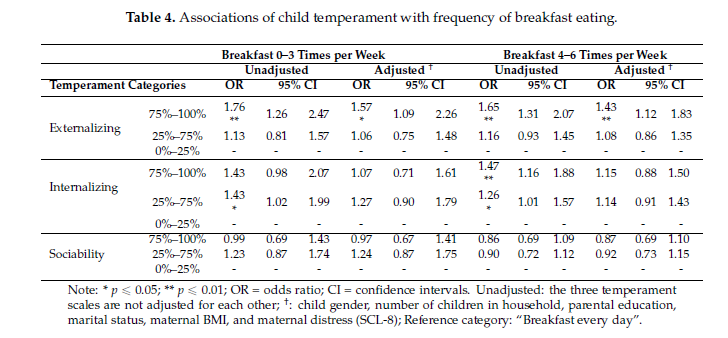 Table 4. Associations of child temperament with frequency of breakfast eating.
Breakfast 0–3 Times per Week Breakfast 4–6 Times per Week
Unadjusted Adjusted † Unadjusted Adjusted †
Temperament Categories OR 95% CI OR 95% CI OR 95% CI OR 95% CI
Externalizing 75%–100% 1.76 ** 1.26 2.47 1.57 * 1.09 2.26 1.65 ** 1.31 2.07 1.43 ** 1.12 1.83
25%–75% 1.13 0.81 1.57 1.06 0.75 1.48 1.16 0.93 1.45 1.08 0.86 1.35
0%–25% - - - - - - - - - - - -
Internalizing 75%–100% 1.43 0.98 2.07 1.07 0.71 1.61 1.47 ** 1.16 1.88 1.15 0.88 1.50
25%–75% 1.43 * 1.02 1.99 1.27 0.90 1.79 1.26 * 1.01 1.57 1.14 0.91 1.43
0%–25% - - - - - - - - - - - -
75%–100% 0.99 0.69 1.43 0.97 0.67 1.41 0.86 0.69 1.09 0.87 0.69 1.10
Sociability 25%–75% 1.23 0.87 1.74 1.24 0.87 1.75 0.90 0.72 1.12 0.92 0.73 1.15
0%–25% - - - - - - - - - - - -
Note: * p ⩽ 0.05; ** p ⩽ 0.01; OR = odds ratio; CI = confidence intervals. Unadjusted: the three temperament
scales are not adjusted for each other; †: child gender, number of children in household, parental education,
marital status, maternal BMI, and maternal distress (SCL-8); Reference category: “Breakfast every day”.